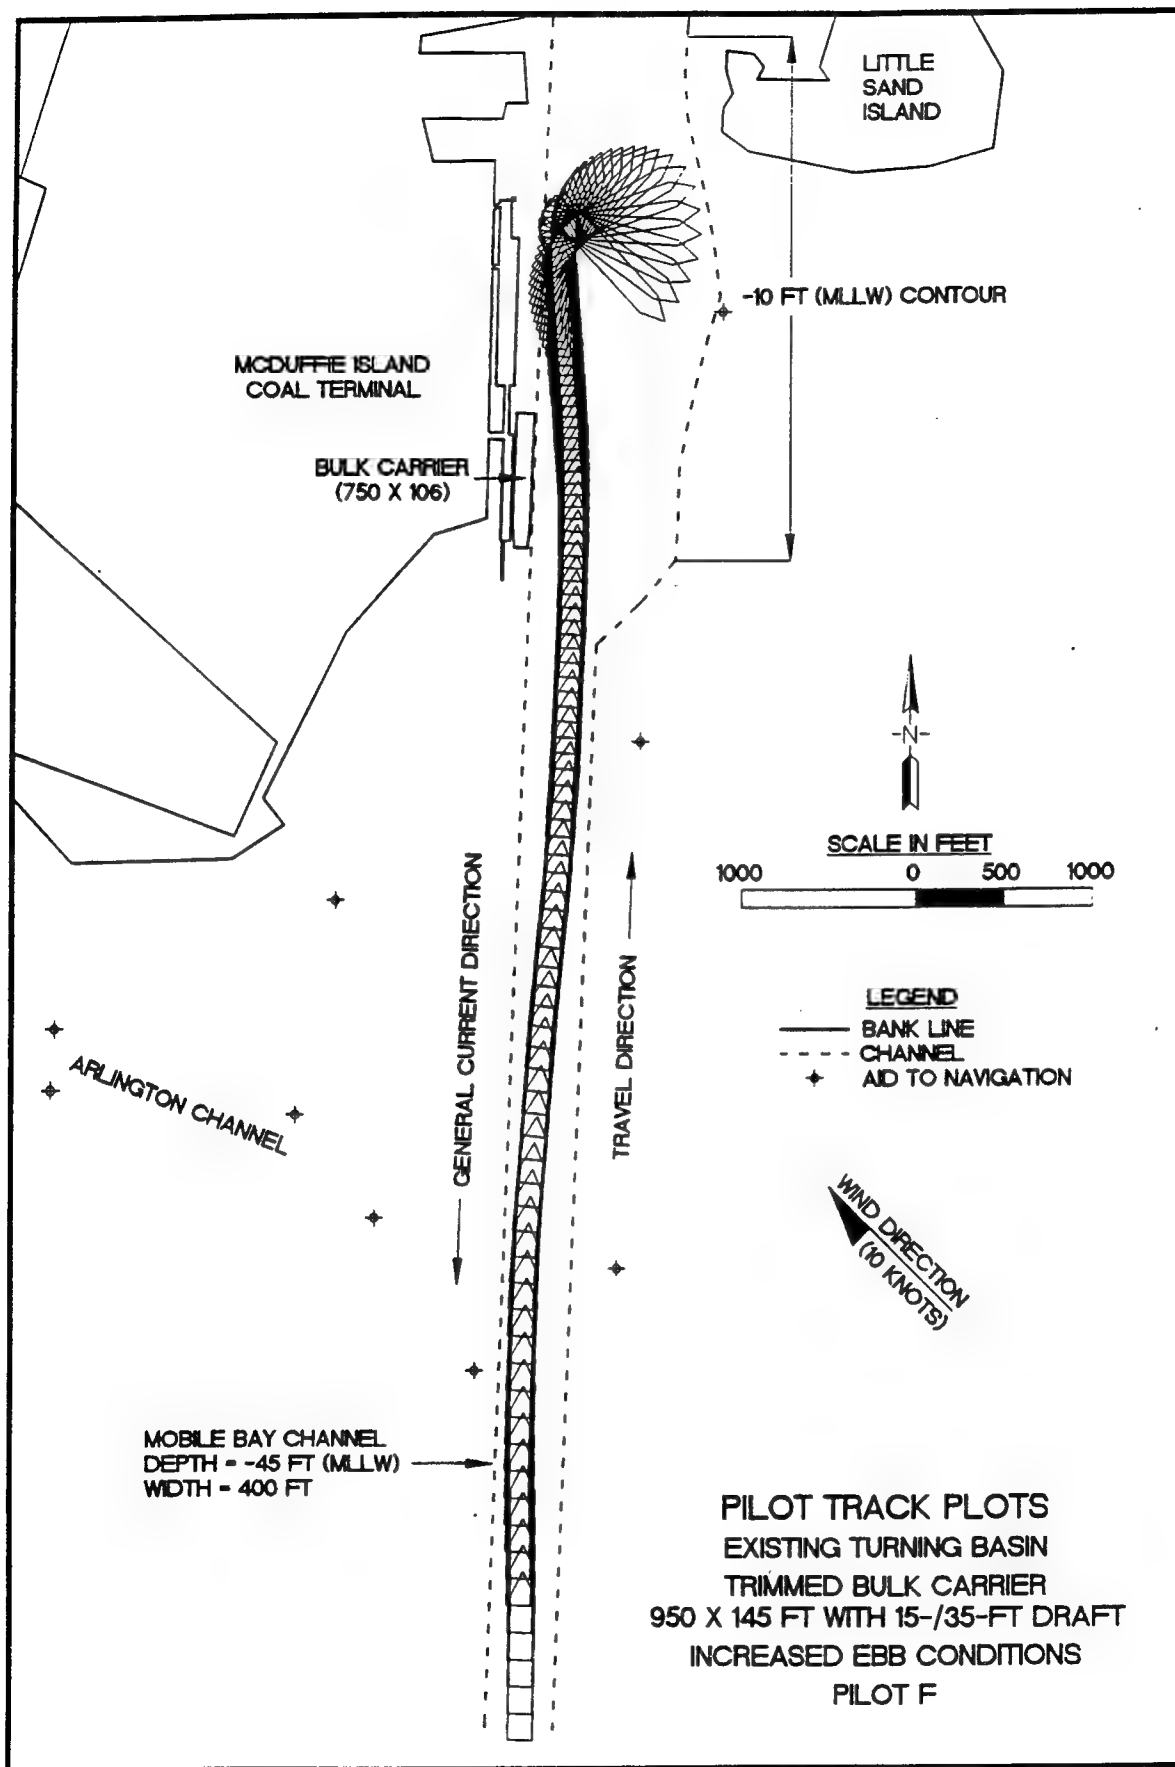 LITTLE
SAND
ISLAND
-10 FT (MLLW) CONTOUR
MCDUFFIE ISLAND
COAL TERMINAL
BULK CARRIER
(750 X 106)
-N-
SCALE IN FEET
1000 0 500 1000
GENERAL CURRENT DIRECTION
TRAVEL DIRECTION
LEGEND
BANK LINE
CHANNEL
AID TO NAVIGATION
ARLINGTON CHANNEL
WIND DIRECTION
(10 KNOTS)
MOBILE BAY CHANNEL
DEPTH = -45 FT (MLLW)
WIDTH = 400 FT
PILOT TRACK PLOTS
EXISTING TURNING BASIN
TRIMMED BULK CARRIER
950 X 145 FT WITH 15-/35-FT DRAFT
INCREASED EBB CONDITIONS
PILOT F